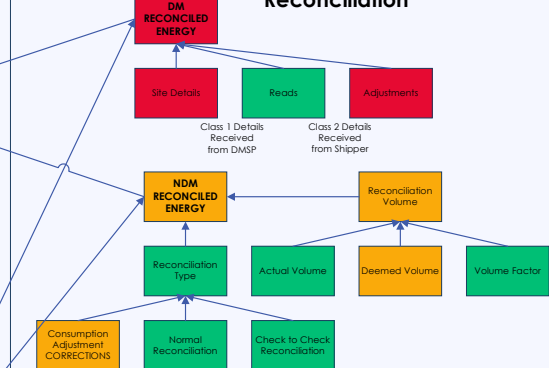 Reconciliation
DM
RECONCILED
ENERGY
Site Details
Reads
Adjustments
Class 1 Details
Received
from DMSP
Class 2 Details
Received
from Shipper
NDM
RECONCILED
ENERGY
Reconciliation
Volume
Reconciliation
Type
Actual Volume
Deemed Volume
Volume Factor
Consumption
Adjustment
CORRECTIONS
Normal
Reconciliation
Check to Check
Reconciliation